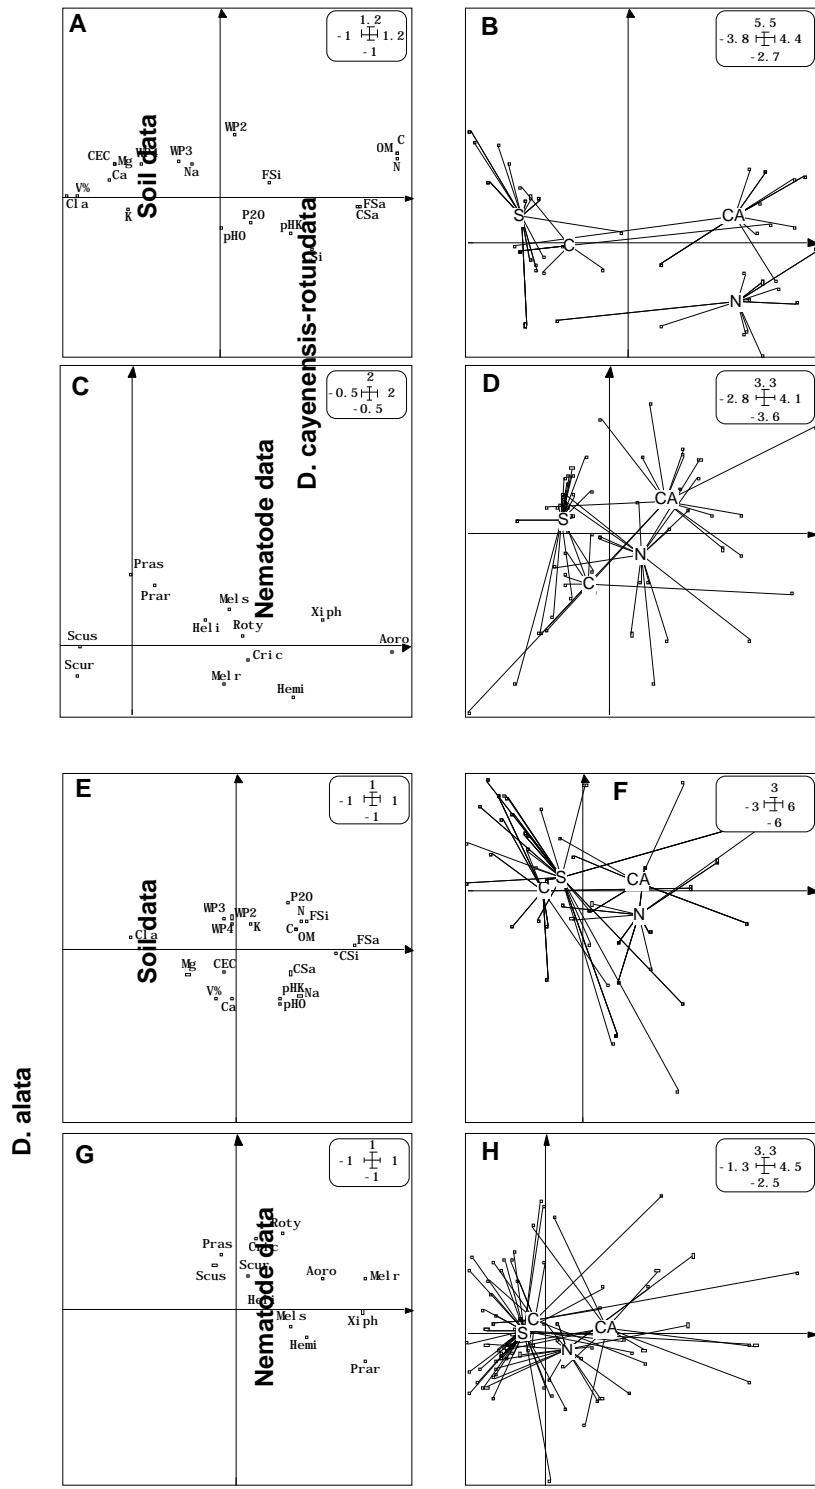 A
1.2
-1 1.2
-1
WP2
C
OM
N
WP3
CEC
Mg
Na
Ca
FSi
V%
Cla
K
P2O
FSa
CSa
pHK
pHO
Soil data
B
5.5
-3.8 4.4
-2.7
S
CA
C
N
D. cayenensis-rotundata
C
2
-0.5 2
-0.5
Pras
Prar
Mels
Xiph
Heli
Roty
Scus
Aoro
Cric
Scur
Melr
Hemi
Nematode data
D
3.3
-2.8 4.1
-3.6
CA
S
N
C
E
1
-1 1
-1
P2O
WP3
WP2
N
FSi
WP4
K
C
OM
Cla
FSa
CSi
Mg
CEC
CSa
V%
Ca
pHK
Na
pHO
Soil data
F
3
-3 6
-6
S
CA
C
N
D. alata
G
1
-1 1
-1
Roty
Pras
Cric
Scus
Scur
Aoro
Melr
Heli
Mels
Xiph
Hemi
Prar
Nematode data
H
3.3
-1.3 4.5
-2.5
C
CA
S
N